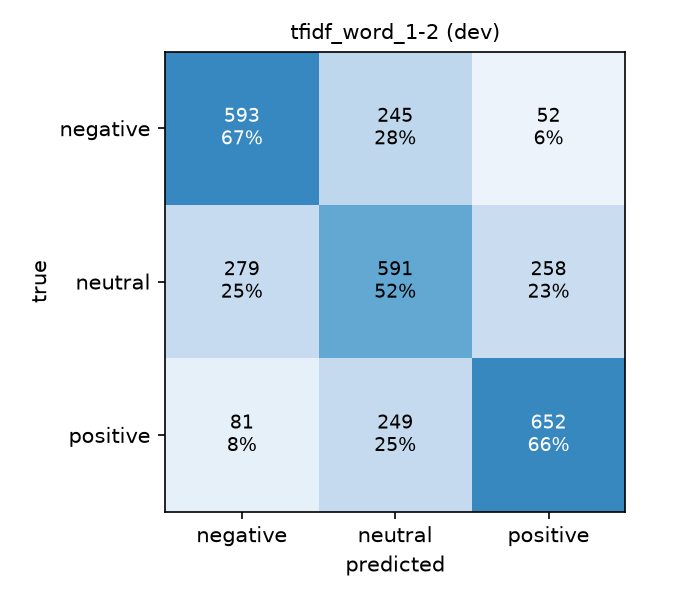 tfidf_word_1-2 (dev)
negative
593
67%
245
28%
52
6%
neutral
279
25%
591
52%
258
23%
positive
81
8%
249
25%
652
66%
true
negative
neutral
positive
predicted